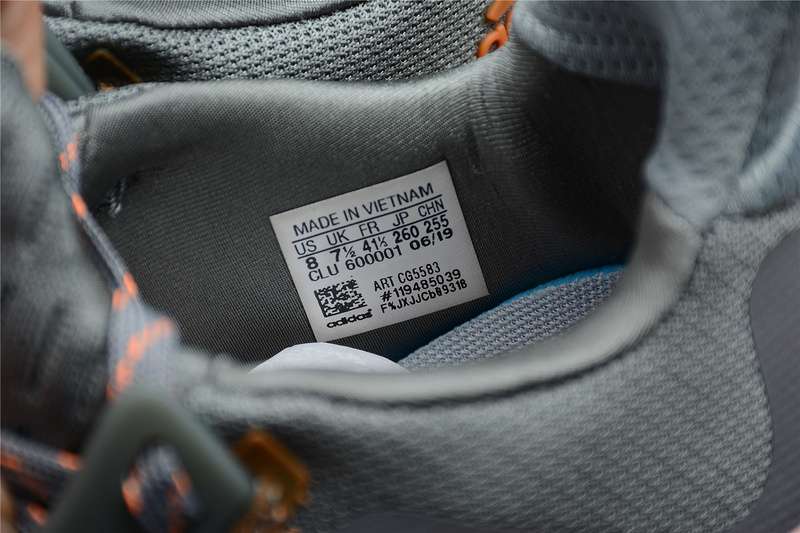 MADE IN VIETNAM
US UK FR JP CHN
8 7½ 41⅓ 260 255
CLU 600001 06/19
ART CG5583
#119485039
F%JXJJCbB9318
adidas